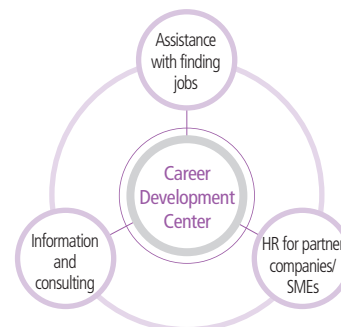 Assistance
with finding
jobs
Career
Development
Center
Information
and
consulting
HR for partner
companies/
SMEs